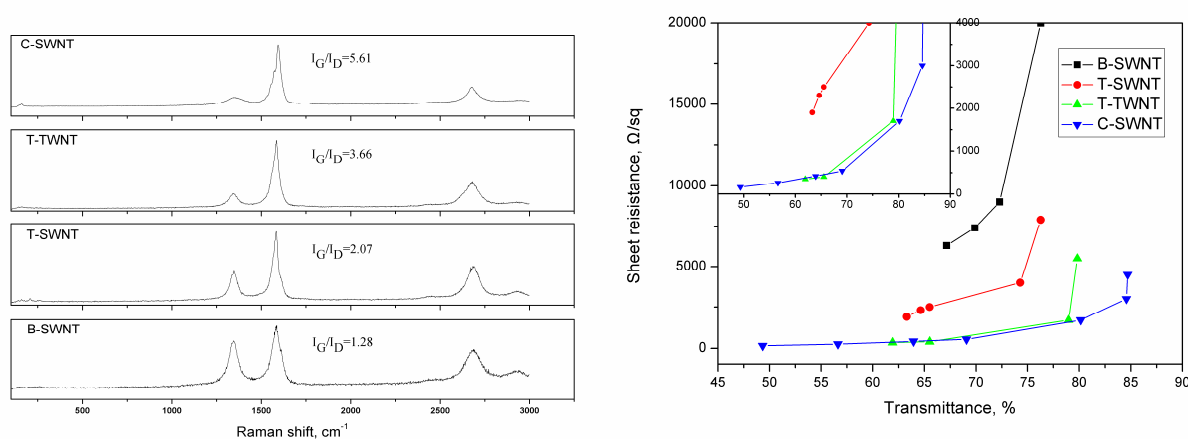 C-SWNT
I_G/I_D=5.61
T-TWNT
I_G/I_D=3.66
T-SWNT
I_G/I_D=2.07
B-SWNT
I_G/I_D=1.28
500 1000 1500 2000 2500 3000
Raman shift, cm⁻¹
20000
15000
10000
5000
0
Sheet reisistance, Ω/sq
45 50 55 60 65 70 75 80 85 90
Transmittance, %
4000
3000
2000
1000
0
50 60 70 80 90
B-SWNT
T-SWNT
T-TWNT
C-SWNT